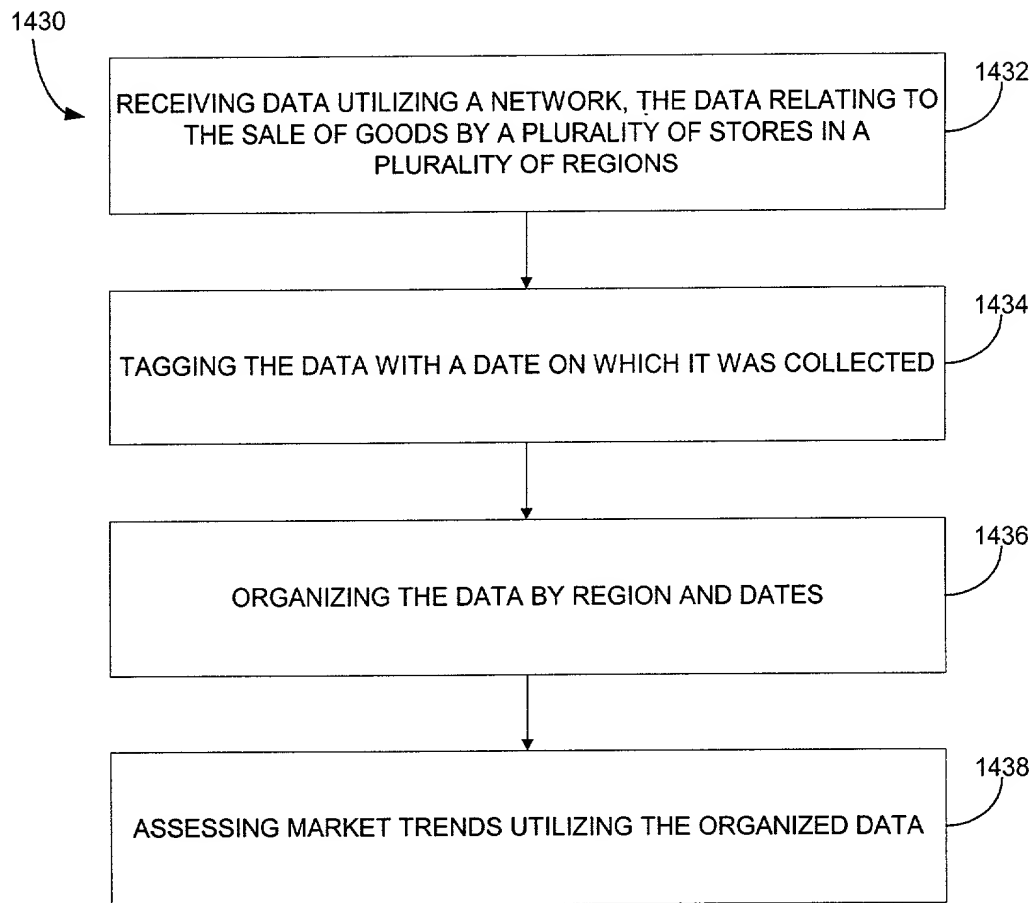 1430
1432
RECEIVING DATA UTILIZING A NETWORK, THE DATA RELATING TO
THE SALE OF GOODS BY A PLURALITY OF STORES IN A
PLURALITY OF REGIONS
1434
TAGGING THE DATA WITH A DATE ON WHICH IT WAS COLLECTED
1436
ORGANIZING THE DATA BY REGION AND DATES
1438
ASSESSING MARKET TRENDS UTILIZING THE ORGANIZED DATA